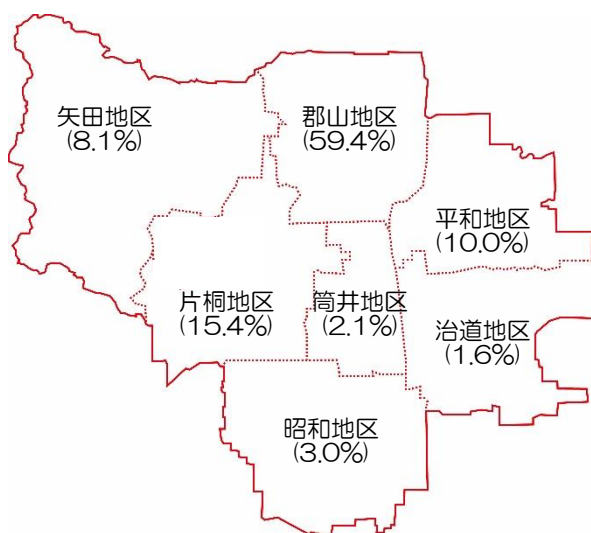 矢田地区
(8.1%)
郡山地区
(59.4%)
平和地区
(10.0%)
片桐地区
(15.4%)
筒井地区
(2.1%)
治道地区
(1.6%)
昭和地区
(3.0%)